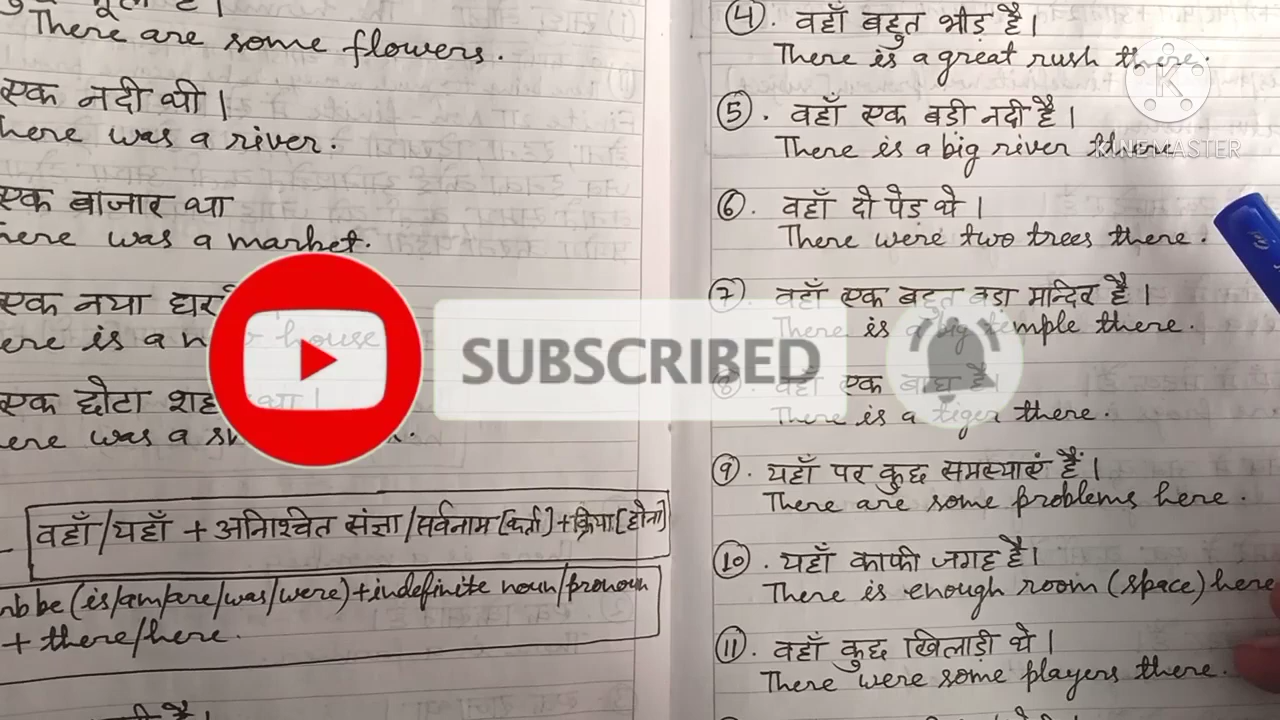 There are some flowers.
एक नदी थी।
here was a river.
एक बाजार था
here was a market.
एक नया घर
ere is a house
एक छोटा शह था।
ere was a
वहाँ/यहाँ + अनिश्चित संज्ञा/सर्वनाम [कर्ता] + क्रिया [होना]
rb be (is/am/are/was/were) + indefinite noun/pronoun
+ there/here.
④. वहाँ बहुत भीड़ है।
There is a great rush there.
⑤. वहाँ एक बडी नदी है।
There is a big river there
⑥. वहाँ दो पेड़ थे।
There were two trees there.
⑦. वहाँ एक बहुत बड़ा मान्दिर है।
There is a big temple there.
⑧. वहाँ एक बाघ है।
There is a tiger there.
⑨. यहाँ पर कुछ समस्याएं हैं।
There are some problems here.
⑩. यहाँ काफी जगह है।
There is enough room (space) here
⑪. वहाँ कुछ खिलाड़ी थे।
There were some players there.
K
KINEMASTER
SUBSCRIBED